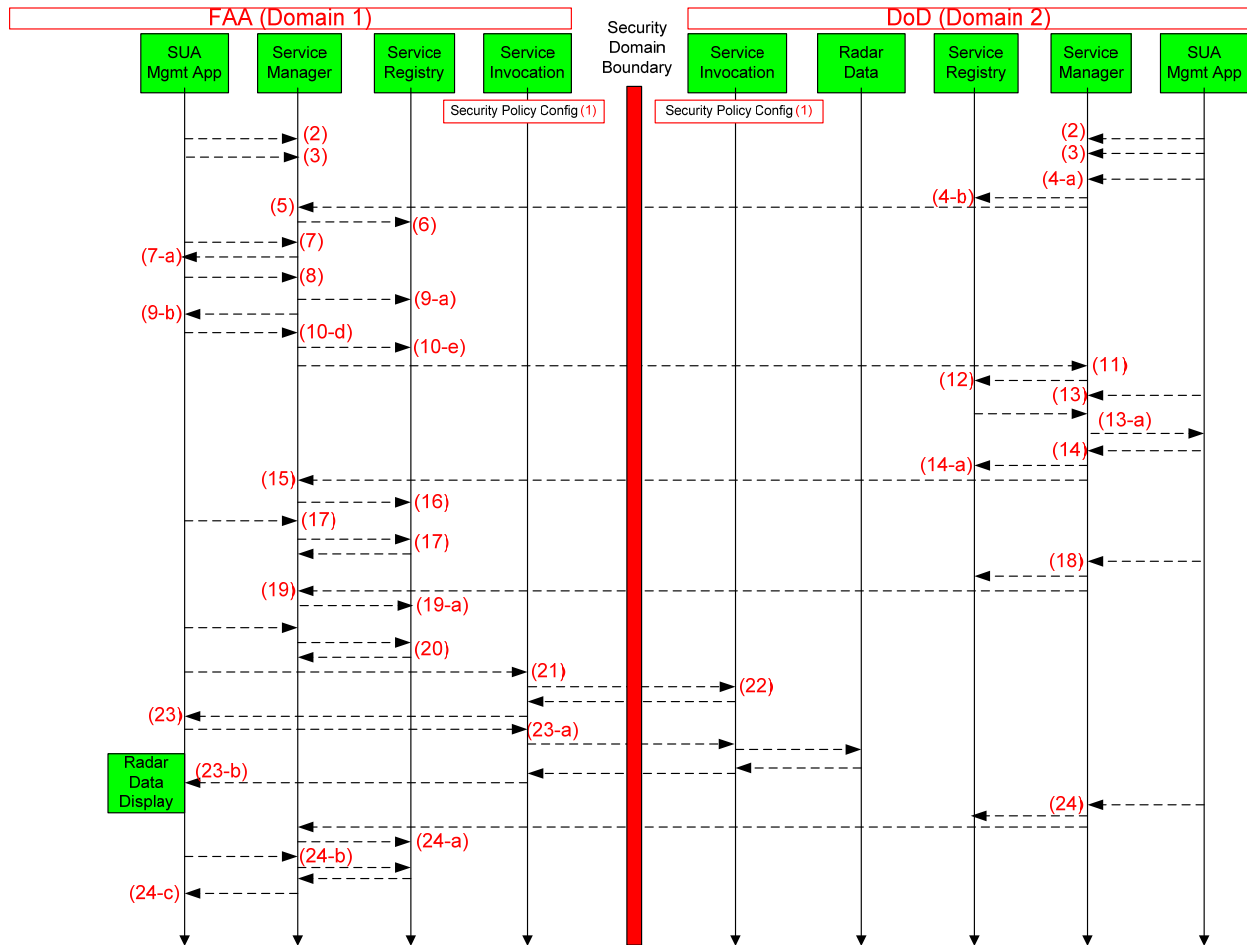 FAA (Domain 1)
DoD (Domain 2)
SUA
Mgmt App
Service
Manager
Service
Registry
Service
Invocation
Security
Domain
Boundary
Service
Invocation
Radar
Data
Service
Registry
Service
Manager
SUA
Mgmt App
Security Policy Config (1)
Security Policy Config (1)
(2)
(2)
(3)
(3)
(4-a)
(4-b)
(5)
(6)
(7)
(7-a)
(8)
(9-a)
(9-b)
(10-d)
(10-e)
(11)
(12)
(13)
(13-a)
(14)
(14-a)
(15)
(16)
(17)
(17)
(18)
(19)
(19-a)
(20)
(21)
(22)
(23)
(23-a)
Radar
Data
Display
(23-b)
(24)
(24-a)
(24-b)
(24-c)